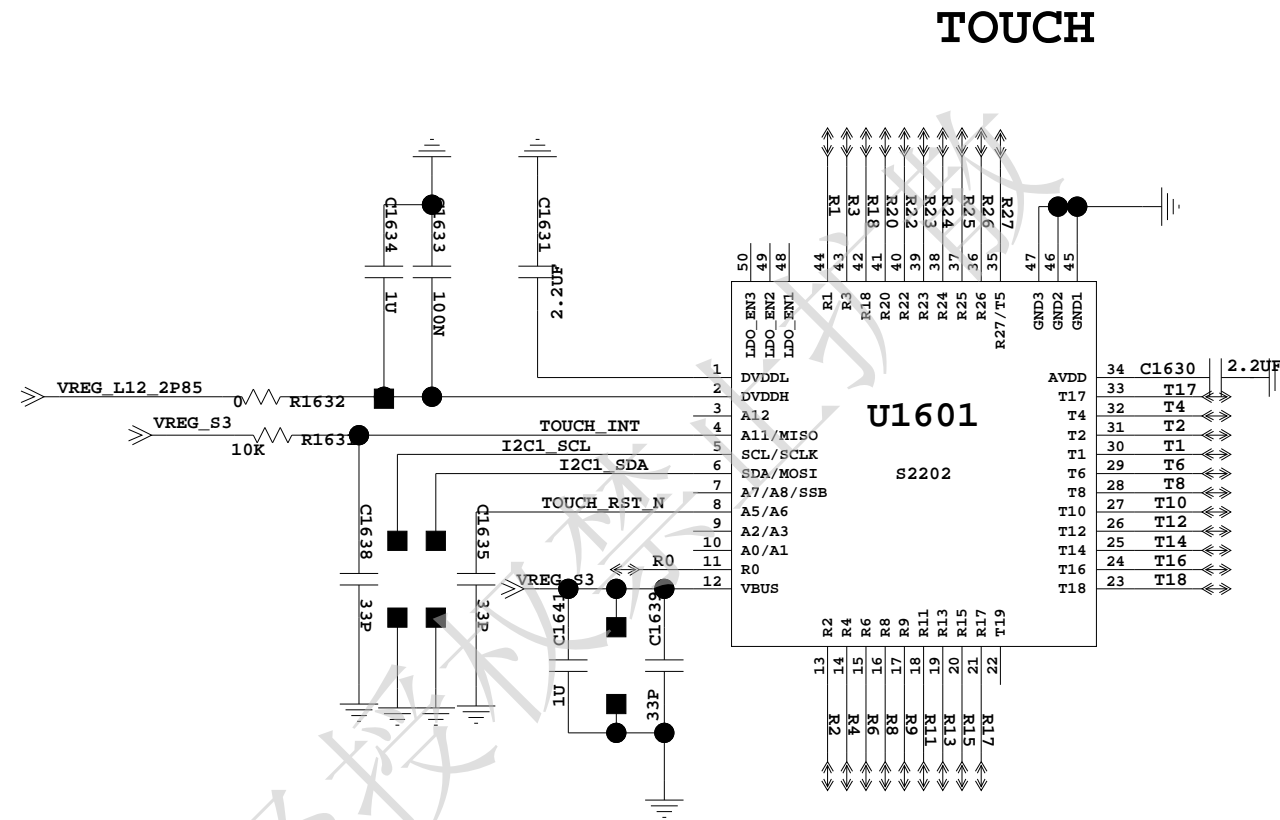 TOUCH
R1
R3
R18
R20
R22
R23
R24
R25
R26
R27
C1634
1U
C1633
100N
C1631
2.2UF
50
49
48
44
43
42
41
40
39
38
37
36
35
47
46
45
LDO_EN3
LDO_EN2
LDO_EN1
R1
R3
R18
R20
R22
R23
R24
R25
R26
R27/T5
GND3
GND2
GND1
VREG_L12_2P85
0
R1632
VREG_S3
10K
TOUCH_INT
I2C1_SCL
I2C1_SDA
TOUCH_RST_N
R0
VREG_S3
1 DVDDL
2 DVDDH
3 A12
4 A11/MISO
5 SCL/SCLK
6 SDA/MOSI
7 A7/A8/SSB
8 A5/A6
9 A2/A3
10 A0/A1
11 R0
12 VBUS
U1601
S2202
AVDD 34 C1630 2.2UF
T17 33 T17
T4 32 T4
T2 31 T2
T1 30 T1
T6 29 T6
T8 28 T8
T10 27 T10
T12 26 T12
T14 25 T14
T16 24 T16
T18 23 T18
C1638
33P
C1635
33P
C1641
1U
C1639
33P
R2
R4
R6
R8
R9
R11
R13
R15
R17
T19
13
14
15
16
17
18
19
20
21
22
R2
R4
R6
R8
R9
R11
R13
R15
R17
授权禁止扩散